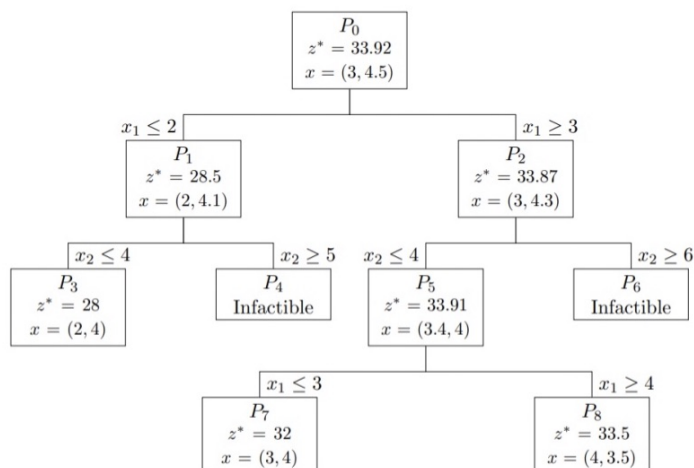 P₀
z* = 33.92
x = (3, 4.5)
x₁ ≤ 2
x₁ ≥ 3
P₁
z* = 28.5
x = (2, 4.1)
P₂
z* = 33.87
x = (3, 4.3)
x₂ ≤ 4
x₂ ≥ 5
x₂ ≤ 4
x₂ ≥ 6
P₃
z* = 28
x = (2, 4)
P₄
Infactible
P₅
z* = 33.91
x = (3.4, 4)
P₆
Infactible
x₁ ≤ 3
x₁ ≥ 4
P₇
z* = 32
x = (3, 4)
P₈
z* = 33.5
x = (4, 3.5)